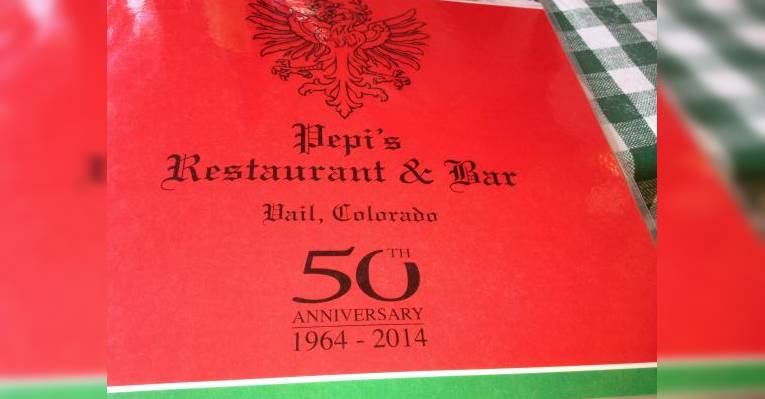 Pepi's
Restaurant & Bar
Vail, Colorado
50TH
ANNIVERSARY
1964 - 2014